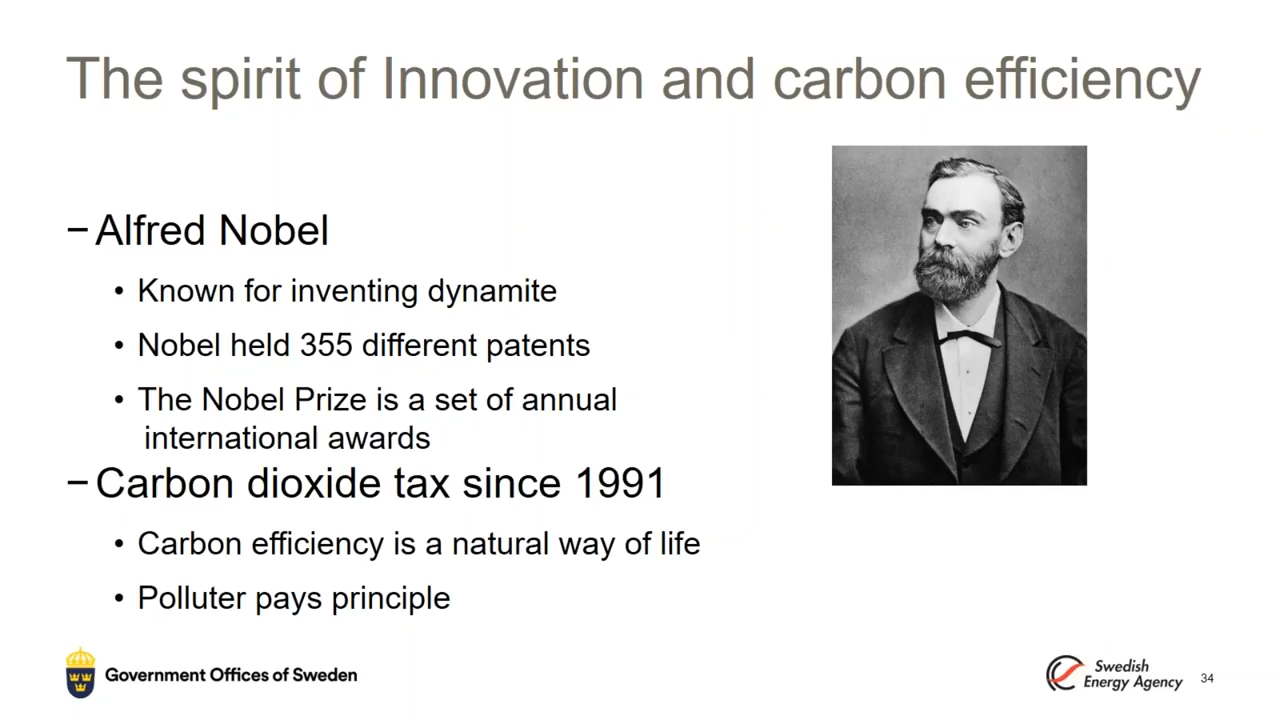 The spirit of Innovation and carbon efficiency
– Alfred Nobel
• Known for inventing dynamite
• Nobel held 355 different patents
• The Nobel Prize is a set of annual
international awards
– Carbon dioxide tax since 1991
• Carbon efficiency is a natural way of life
• Polluter pays principle
Government Offices of Sweden
Swedish
Energy Agency
34